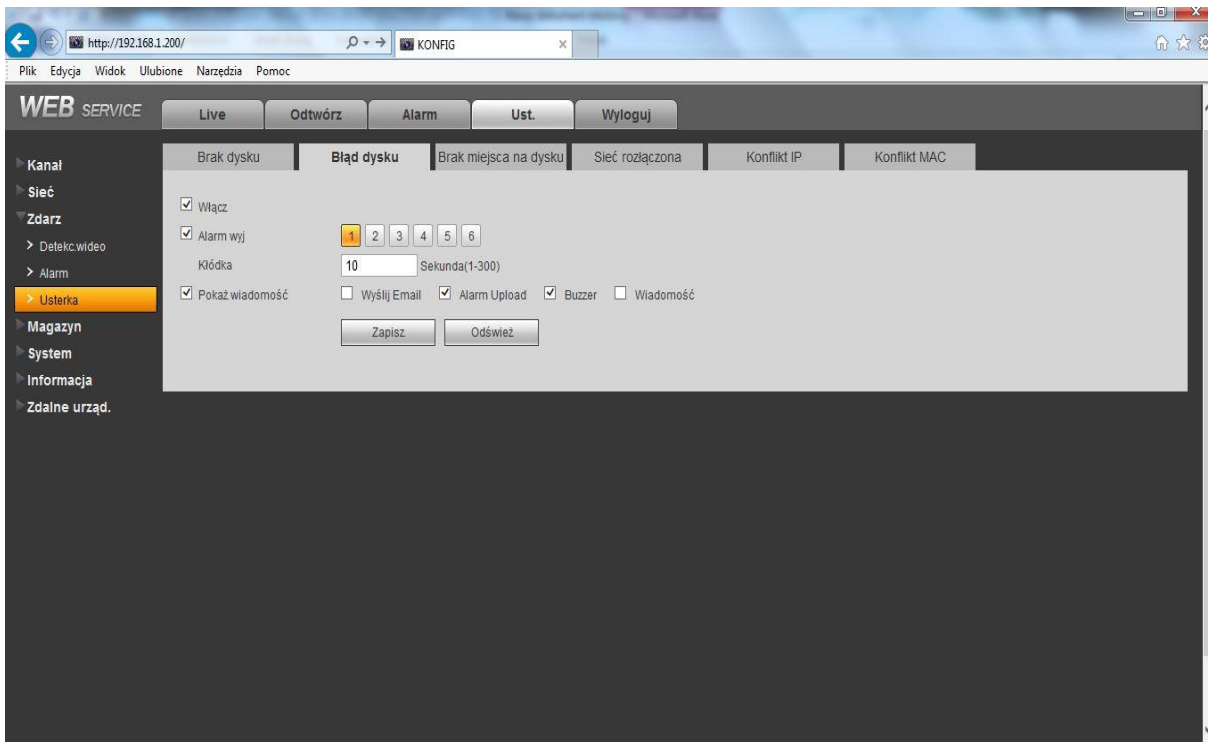 http://192.168.1.200/
KONFIG
Plik Edycja Widok Ulubione Narzędzia Pomoc
WEB SERVICE
Live Odtwórz Alarm Ust. Wyloguj
Brak dysku Błąd dysku Brak miejsca na dysku Sieć rozłączona Konflikt IP Konflikt MAC
Kanał
Sieć
Zdarz
Detekc.wideo
Alarm
Usterka
Magazyn
System
Informacja
Zdalne urząd.
Włącz
Alarm wyj 1 2 3 4 5 6
Kłódka 10 Sekunda(1-300)
Pokaż wiadomość Wyślij Email Alarm Upload Buzzer Wiadomość
Zapisz Odśwież